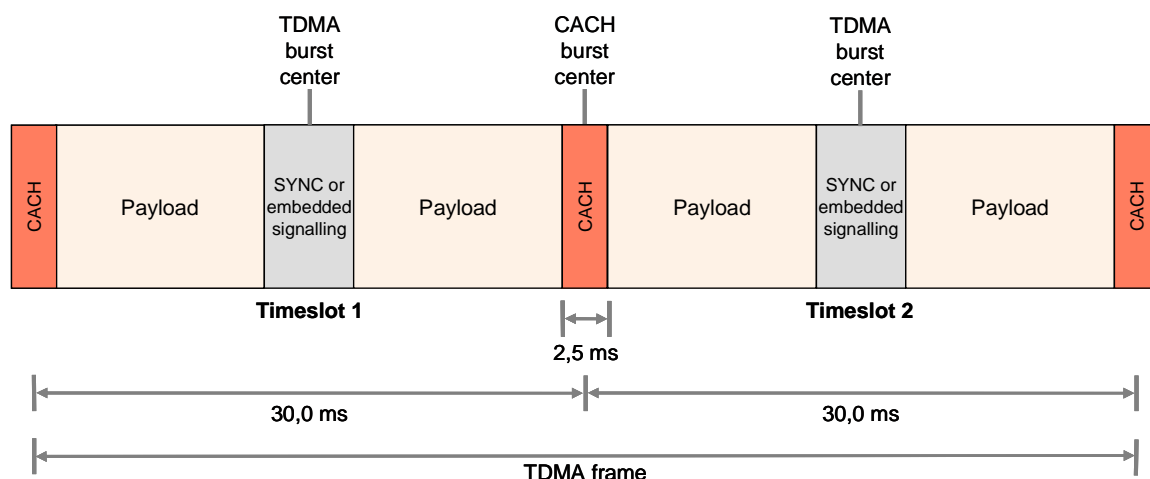 TDMA
burst
center
CACH
burst
center
TDMA
burst
center
CACH
Payload
SYNC or
embedded
signalling
Payload
CACH
Payload
SYNC or
embedded
signalling
Payload
CACH
Timeslot 1
Timeslot 2
2,5 ms
30,0 ms
30,0 ms
TDMA frame